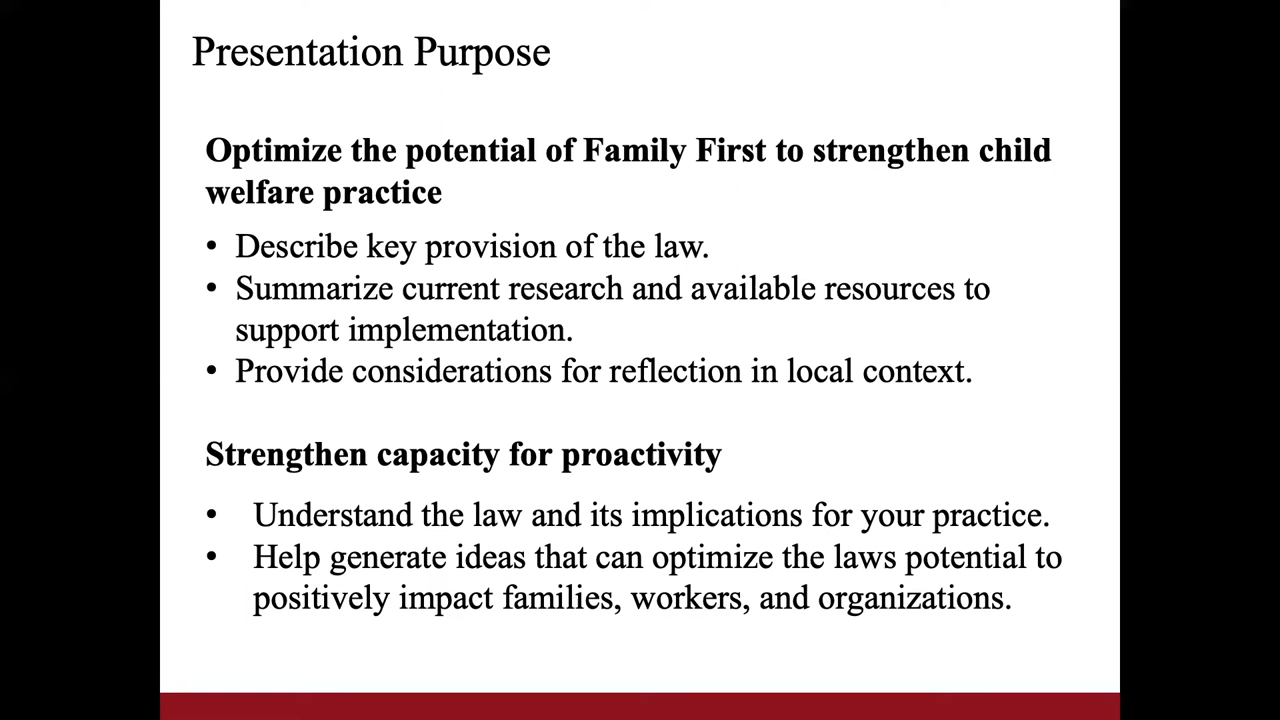 Presentation Purpose
Optimize the potential of Family First to strengthen child
welfare practice
• Describe key provision of the law.
• Summarize current research and available resources to
support implementation.
• Provide considerations for reflection in local context.
Strengthen capacity for proactivity
• Understand the law and its implications for your practice.
• Help generate ideas that can optimize the laws potential to
positively impact families, workers, and organizations.